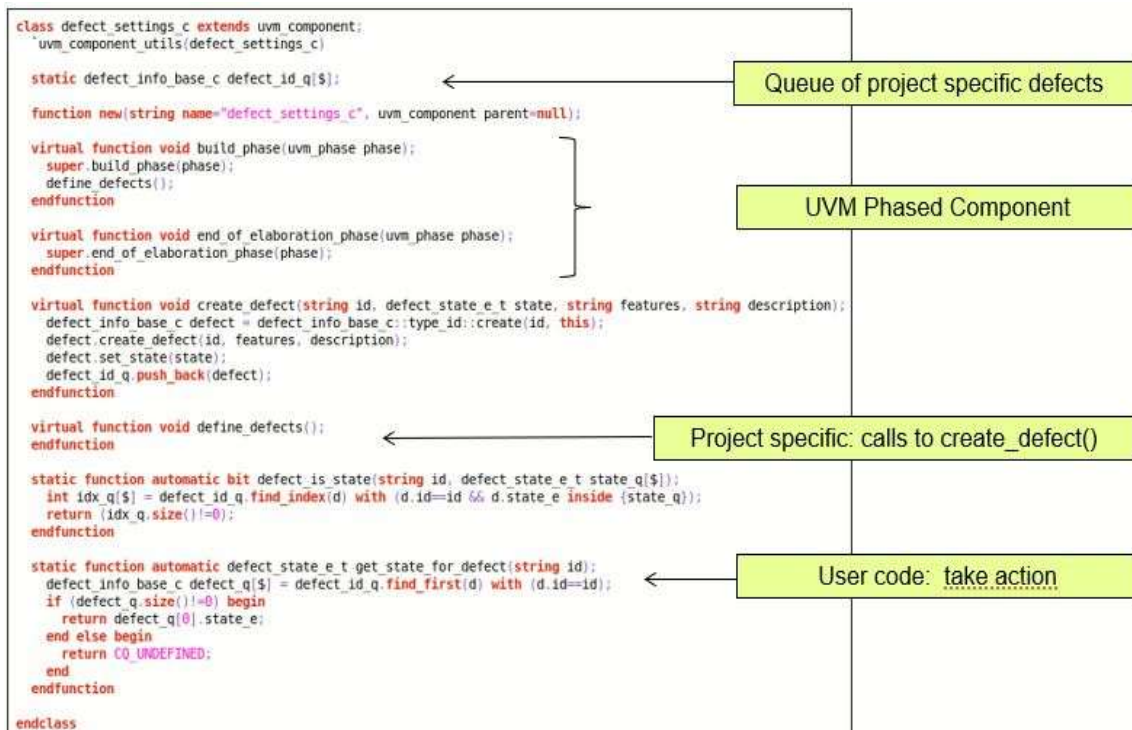 class defect_settings_c extends uvm_component;
`uvm_component_utils(defect_settings_c)
static defect_info_base_c defect_id_q[$];
Queue of project specific defects
function new(string name="defect_settings_c", uvm_component parent=null);
virtual function void build_phase(uvm_phase phase);
super.build_phase(phase);
define_defects();
endfunction
UVM Phased Component
virtual function void end_of_elaboration_phase(uvm_phase phase);
super.end_of_elaboration_phase(phase);
endfunction
virtual function void create_defect(string id, defect_state_e_t state, string features, string description);
defect_info_base_c defect = defect_info_base_c::type_id::create(id, this);
defect.create_defect(id, features, description);
defect.set_state(state);
defect_id_q.push_back(defect);
endfunction
virtual function void define_defects();
endfunction
Project specific: calls to create_defect()
static function automatic bit defect_is_state(string id, defect_state_e_t state_q[$]);
int idx_q[$] = defect_id_q.find_index(d) with (d.id==id && d.state_e inside {state_q});
return (idx_q.size()!=0);
endfunction
static function automatic defect_state_e_t get_state_for_defect(string id);
defect_info_base_c defect_q[$] = defect_id_q.find_first(d) with (d.id==id);
User code: take action
if (defect_q.size()!=0) begin
return defect_q[0].state_e;
end else begin
return CQ_UNDEFINED;
end
endfunction
endclass